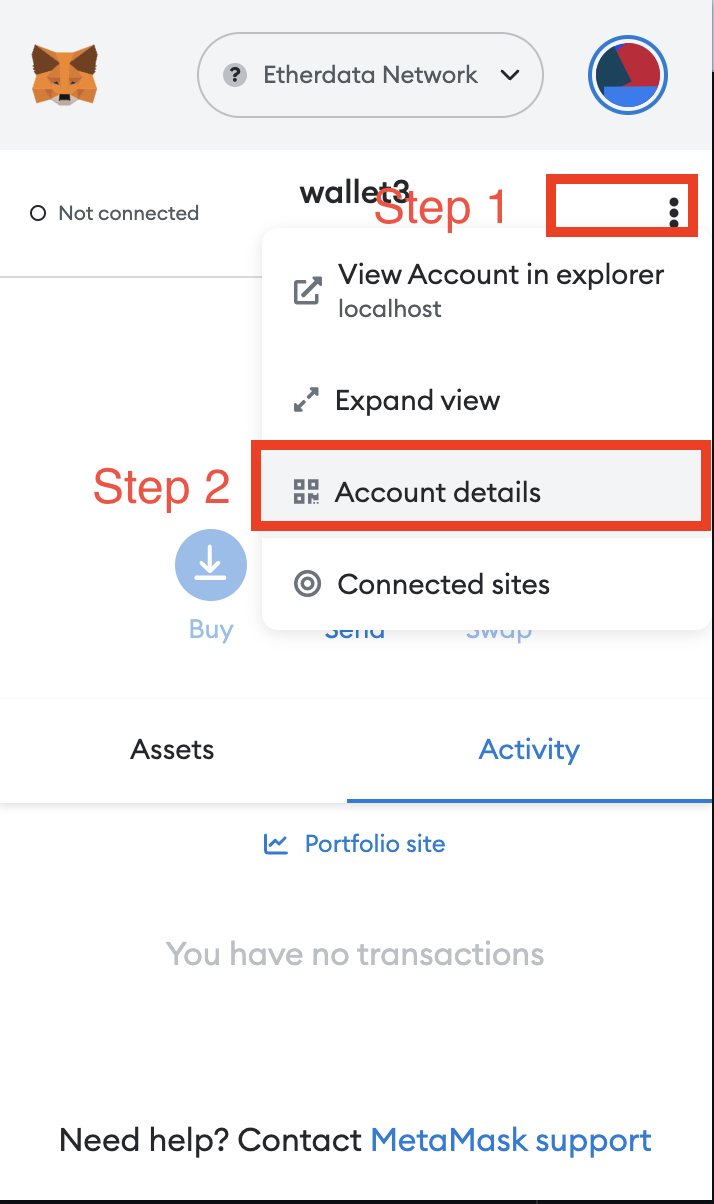 ? Etherdata Network
wallet3
Step 1
Not connected
View Account in explorer
localhost
Expand view
Step 2
Account details
Connected sites
Buy
Send
Swap
Assets
Activity
Portfolio site
You have no transactions
Need help? Contact MetaMask support